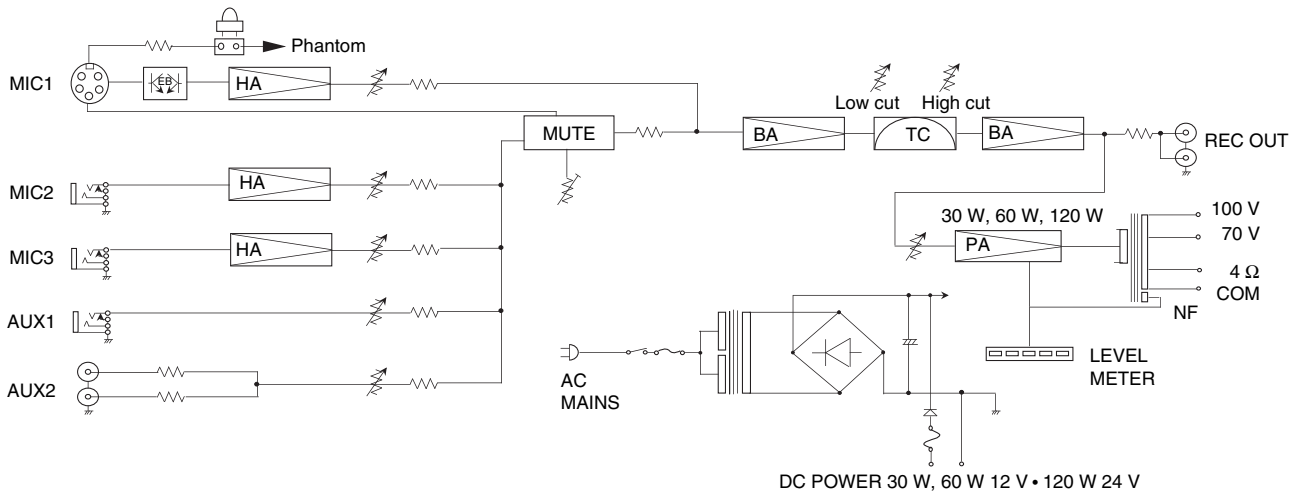 Phantom
MIC1
EB
HA
Low cut
High cut
MUTE
BA
TC
BA
REC OUT
MIC2
HA
30 W, 60 W, 120 W
100 V
70 V
MIC3
HA
PA
4 Ω
COM
NF
AUX1
LEVEL
METER
AC
MAINS
AUX2
DC POWER 30 W, 60 W 12 V • 120 W 24 V